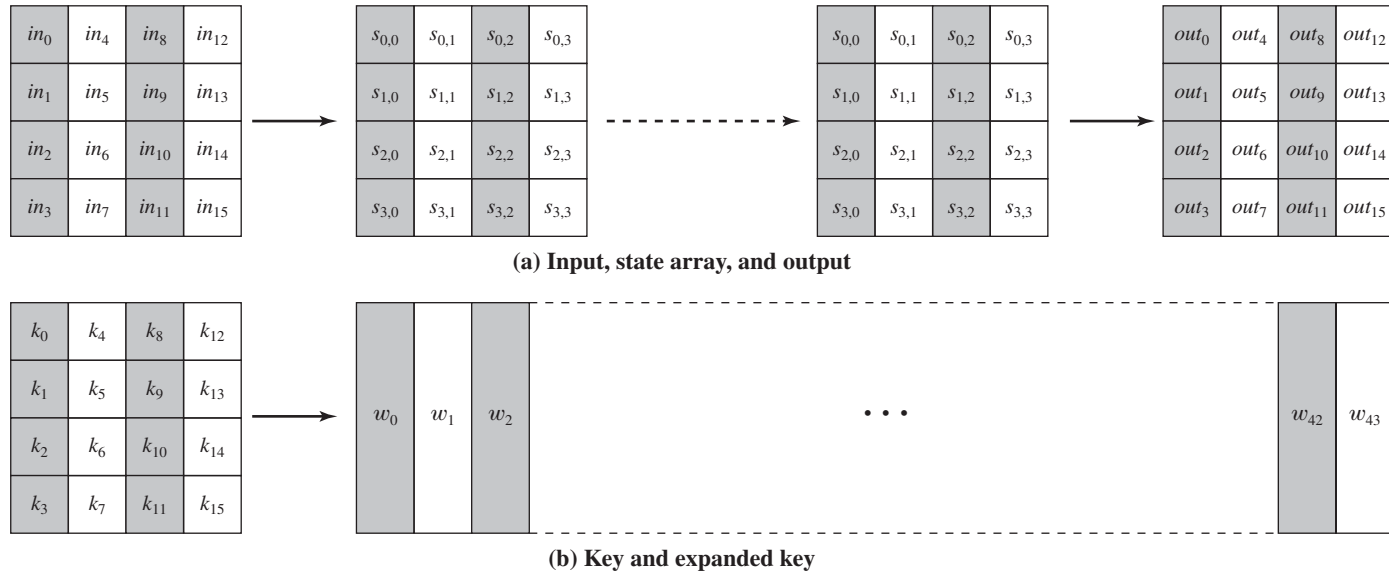 in₀ in₄ in₈ in₁₂ s₀,₀ s₀,₁ s₀,₂ s₀,₃ s₀,₀ s₀,₁ s₀,₂ s₀,₃ out₀ out₄ out₈ out₁₂
in₁ in₅ in₉ in₁₃ s₁,₀ s₁,₁ s₁,₂ s₁,₃ s₁,₀ s₁,₁ s₁,₂ s₁,₃ out₁ out₅ out₉ out₁₃
in₂ in₆ in₁₀ in₁₄ s₂,₀ s₂,₁ s₂,₂ s₂,₃ s₂,₀ s₂,₁ s₂,₂ s₂,₃ out₂ out₆ out₁₀ out₁₄
in₃ in₇ in₁₁ in₁₅ s₃,₀ s₃,₁ s₃,₂ s₃,₃ s₃,₀ s₃,₁ s₃,₂ s₃,₃ out₃ out₇ out₁₁ out₁₅
(a) Input, state array, and output
k₀ k₄ k₈ k₁₂
k₁ k₅ k₉ k₁₃
w₀ w₁ w₂ • • • w₄₂ w₄₃
k₂ k₆ k₁₀ k₁₄
k₃ k₇ k₁₁ k₁₅
(b) Key and expanded key